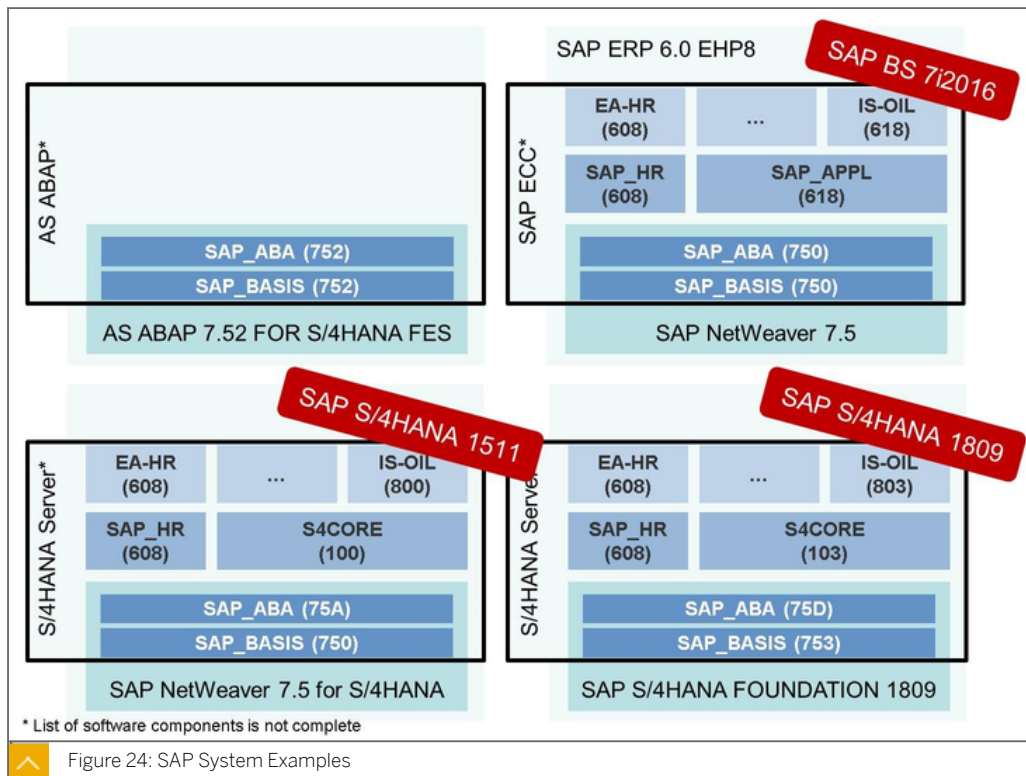 AS ABAP*
SAP_ABA (752)
SAP_BASIS (752)
AS ABAP 7.52 FOR S/4HANA FES
SAP ERP 6.0 EHP8
SAP BS 7i2016
SAP ECC*
EA-HR
(608)
...
IS-OIL
(618)
SAP_HR
(608)
SAP_APPL
(618)
SAP_ABA (750)
SAP_BASIS (750)
SAP NetWeaver 7.5
SAP S/4HANA 1511
S/4HANA Server*
EA-HR
(608)
...
IS-OIL
(800)
SAP_HR
(608)
S4CORE
(100)
SAP_ABA (75A)
SAP_BASIS (750)
SAP NetWeaver 7.5 for S/4HANA
SAP S/4HANA 1809
S/4HANA Server*
EA-HR
(608)
...
IS-OIL
(803)
SAP_HR
(608)
S4CORE
(103)
SAP_ABA (75D)
SAP_BASIS (753)
SAP S/4HANA FOUNDATION 1809
* List of software components is not complete
Figure 24: SAP System Examples